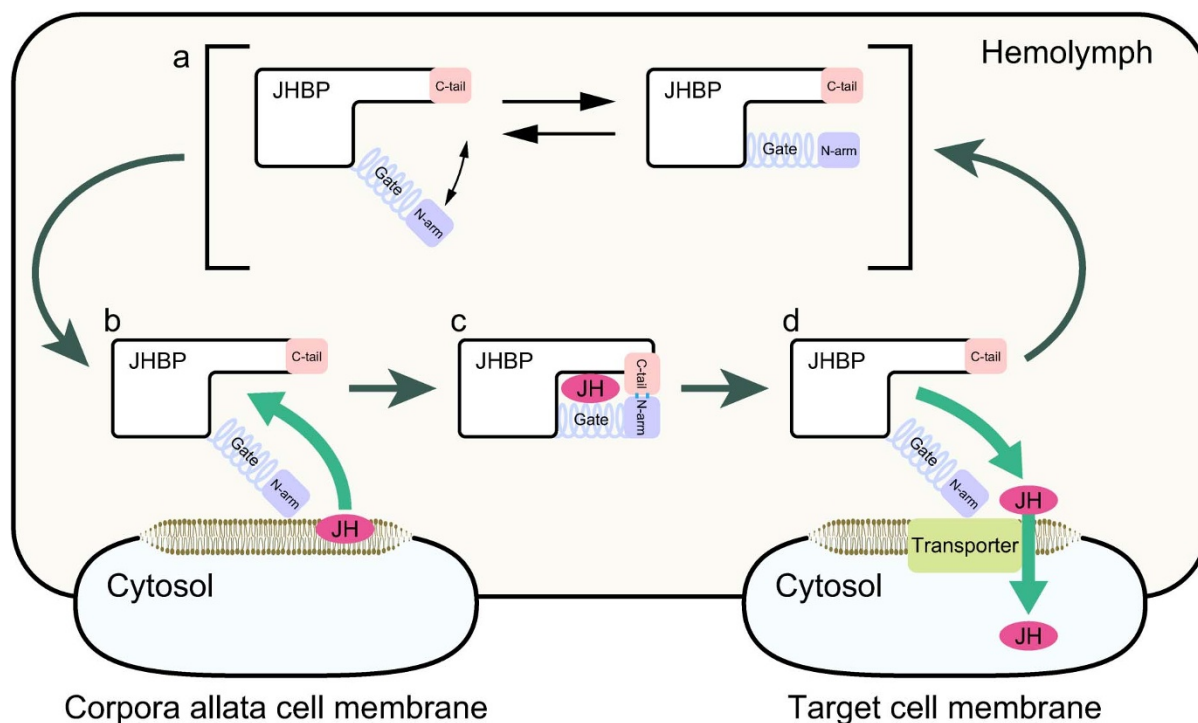 Hemolymph
a
JHBP
C-tail
Gate
N-arm
JHBP
C-tail
Gate
N-arm
b
JHBP
C-tail
Gate
N-arm
JH
Cytosol
c
JHBP
C-tail
JH
Gate
N-arm
d
JHBP
C-tail
Gate
N-arm
JH
Transporter
Cytosol
JH
Corpora allata cell membrane
Target cell membrane